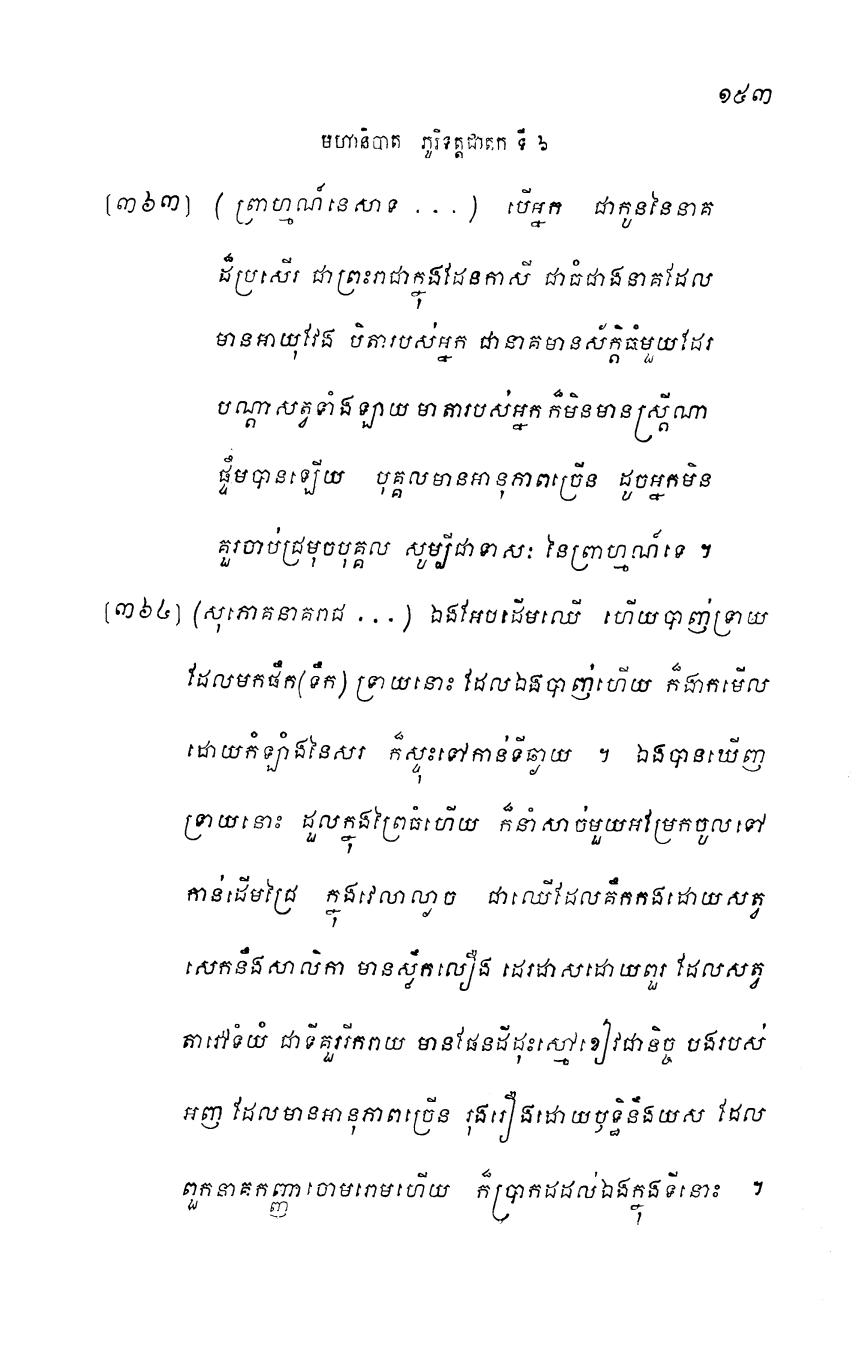 ១៥៣
មហានិបាត ភូរិទត្តជាតក ទី ៦
[៣៦៣] (ព្រាហ្មណ៍នេសាទ . . . ) បើអ្នក ជាកូននៃនាគ
ដ៏ប្រសើរ ជាព្រះរាជាក្នុងដែនកាសី ជាធំជាងនាគដែល
មានអាយុវែង បិតារបស់អ្នក ជានាគមានស័ក្តិធំមួយដែរ
បណ្តាសត្វទាំងឡាយ មាតារបស់អ្នក ក៏មិនមានស្ត្រីណា
ផ្ទឹមបានឡើយ បុគ្គលមានអានុភាពច្រើន ដូចអ្នកមិន
គួរចាប់ជ្រមុចបុគ្គល សូម្បីជាទាសៈ នៃព្រាហ្មណ៍ទេ ។
[៣៦៤] (សុភោគនាគរាជ . . . ) ឯងអែបដើមឈើ ហើយបាញ់ទ្រាយ
ដែលមកផឹក(ទឹក) ទ្រាយនោះ ដែលឯងបាញ់ហើយ ក៏ងាកមើល
ដោយកំឡាំងនៃសរ ក៏ស្ទុះទៅកាន់ទីឆ្ងាយ ។ ឯងបានឃើញ
ទ្រាយនោះ ដួលក្នុងព្រៃធំហើយ ក៏នាំសាច់មួយអម្រែកចូលទៅ
កាន់ដើមជ្រៃ ក្នុងវេលាល្ងាច ជាឈើដែលគឹកកងដោយសត្វ
សេកនឹងសាលិកា មានស្លឹកលឿង ដេរដាសដោយពួរ ដែលសត្វ
តាវៅទំយំ ជាទីគួររីករាយ មានផែនដីដុះស្មៅខៀវជានិច្ច បងរបស់
អញ ដែលមានអានុភាពច្រើន រុងរឿងដោយឫទ្ធិនឹងយស ដែល
ពួកនាគកញ្ញាចោមរោមហើយ ក៏ប្រាកដដល់ឯងក្នុងទីនោះ ។